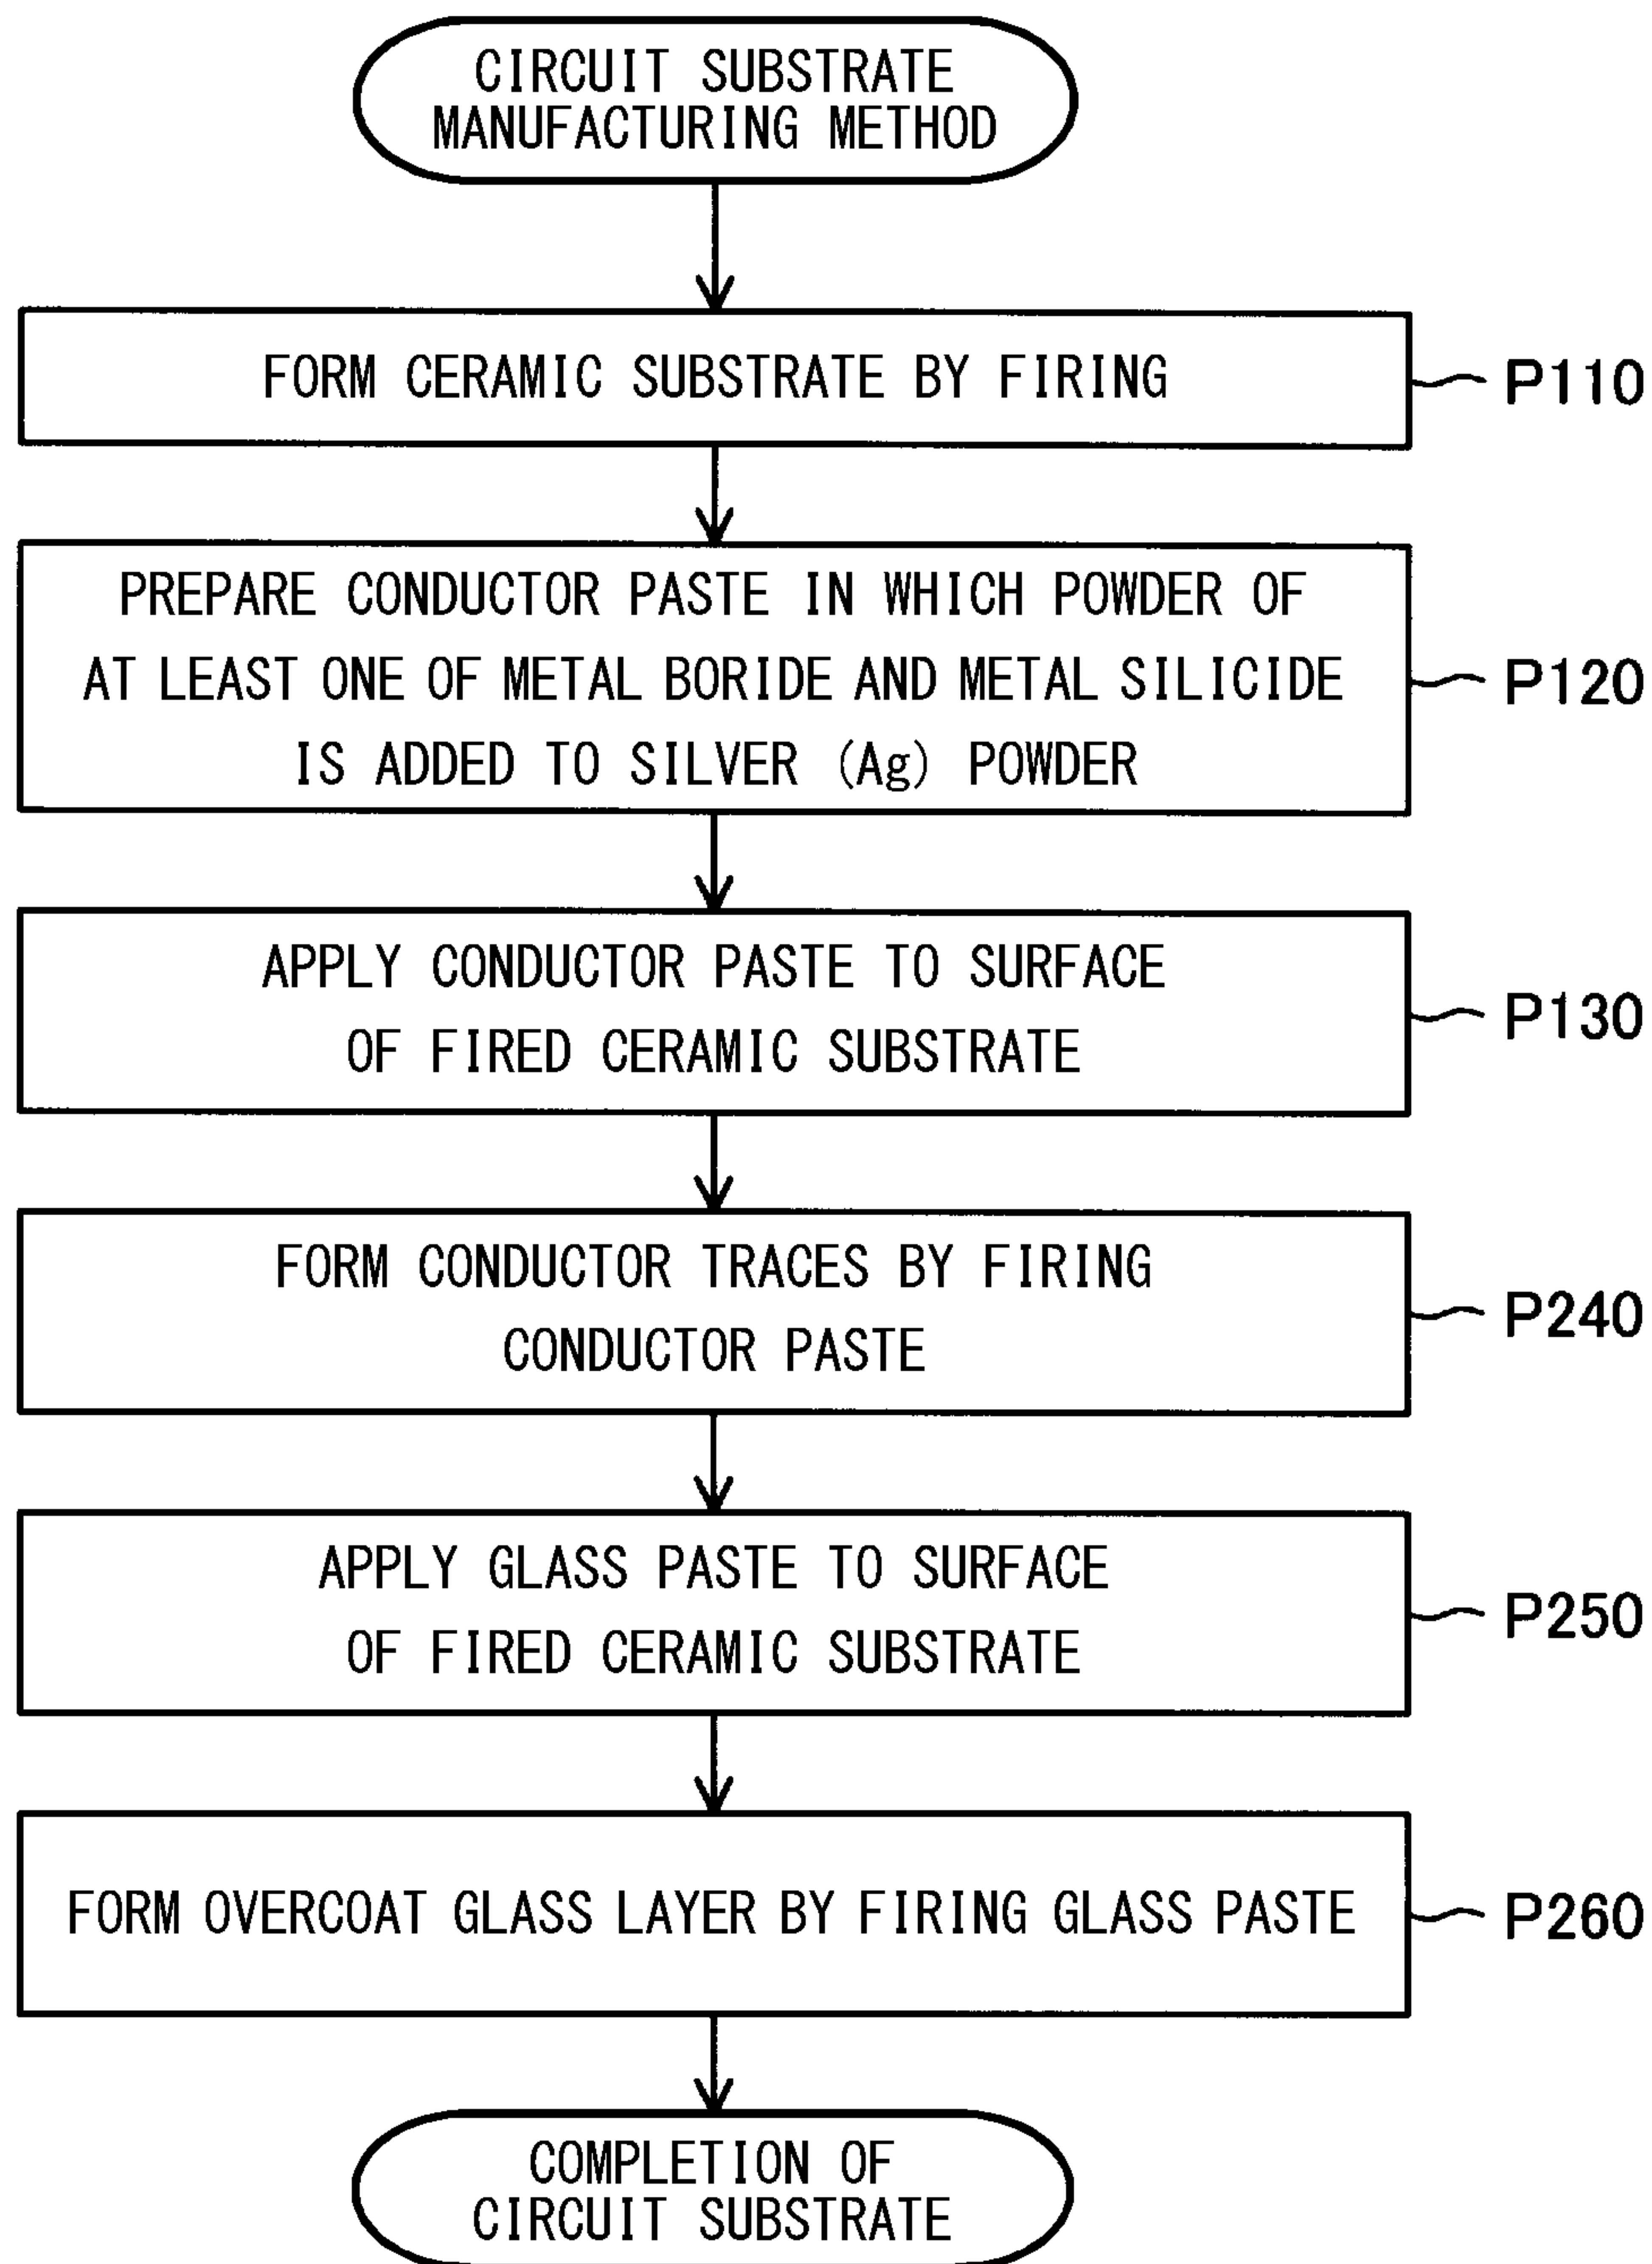 CIRCUIT SUBSTRATE
MANUFACTURING METHOD
FORM CERAMIC SUBSTRATE BY FIRING
P110
PREPARE CONDUCTOR PASTE IN WHICH POWDER OF
AT LEAST ONE OF METAL BORIDE AND METAL SILICIDE
IS ADDED TO SILVER (Ag) POWDER
P120
APPLY CONDUCTOR PASTE TO SURFACE
OF FIRED CERAMIC SUBSTRATE
P130
FORM CONDUCTOR TRACES BY FIRING
CONDUCTOR PASTE
P240
APPLY GLASS PASTE TO SURFACE
OF FIRED CERAMIC SUBSTRATE
P250
FORM OVERCOAT GLASS LAYER BY FIRING GLASS PASTE
P260
COMPLETION OF
CIRCUIT SUBSTRATE